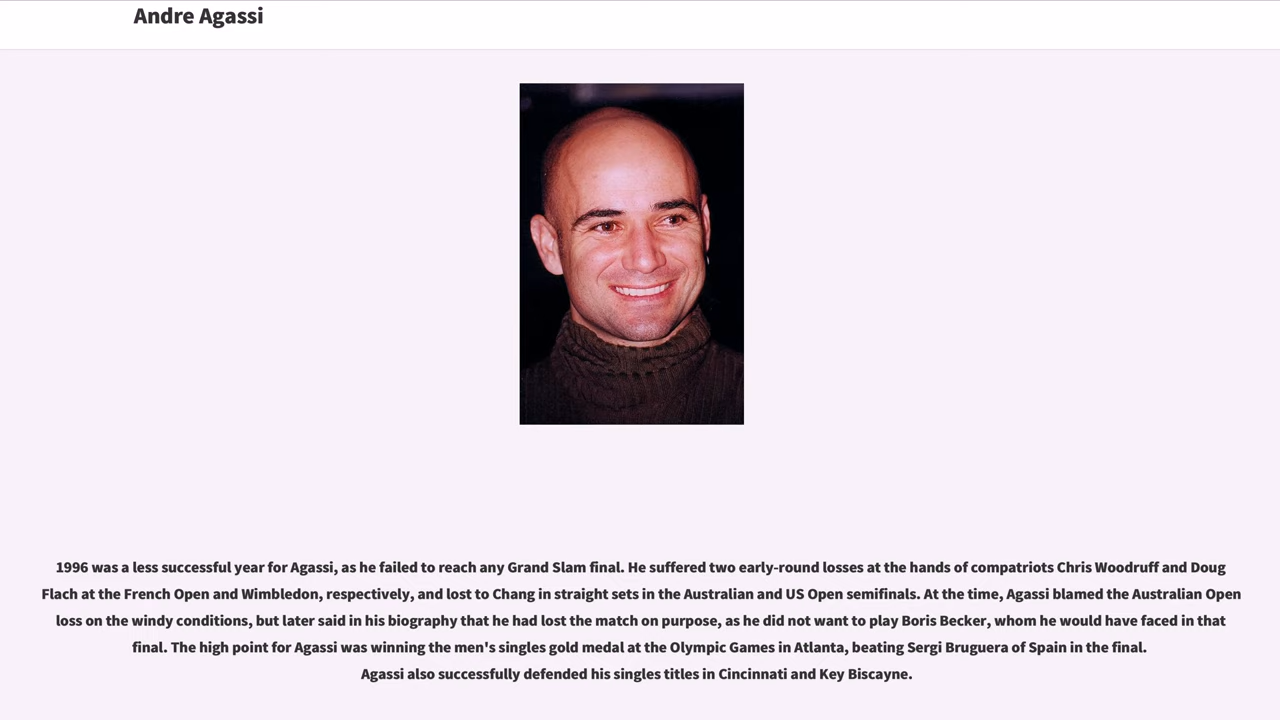 Andre Agassi
1996 was a less successful year for Agassi, as he failed to reach any Grand Slam final. He suffered two early-round losses at the hands of compatriots Chris Woodruff and Doug
Flach at the French Open and Wimbledon, respectively, and lost to Chang in straight sets in the Australian and US Open semifinals. At the time, Agassi blamed the Australian Open
loss on the windy conditions, but later said in his biography that he had lost the match on purpose, as he did not want to play Boris Becker, whom he would have faced in that
final. The high point for Agassi was winning the men's singles gold medal at the Olympic Games in Atlanta, beating Sergi Bruguera of Spain in the final.
Agassi also successfully defended his singles titles in Cincinnati and Key Biscayne.